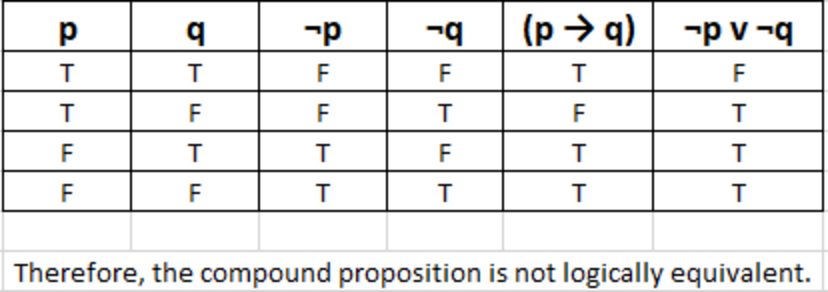 p q ¬p ¬q (p → q) ¬p v ¬q
T T F F T F
T F F T F T
F T T F T T
F F T T T T
Therefore, the compound proposition is not logically equivalent.